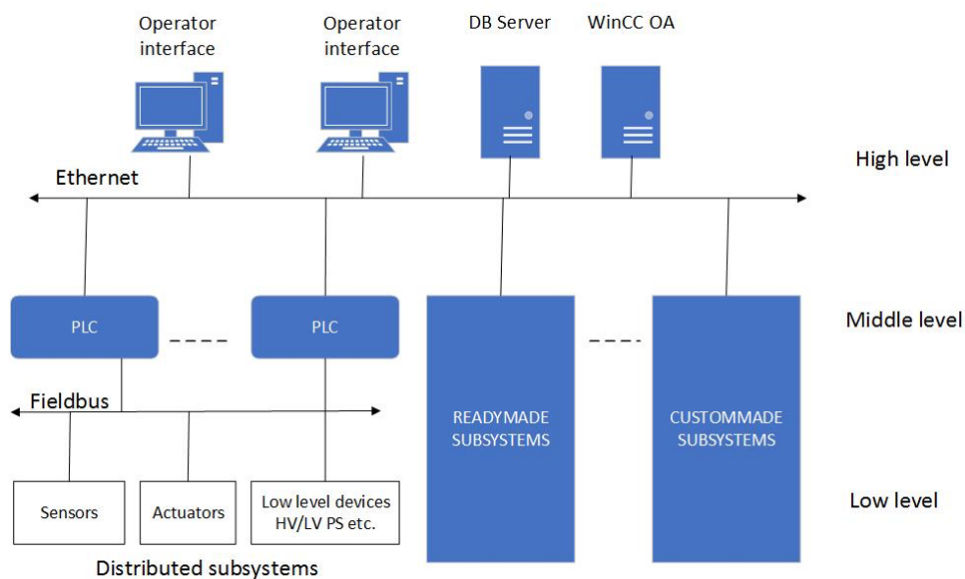 Operator
interface
Operator
interface
DB Server
WinCC OA
High level
Ethernet
PLC
PLC
Middle level
Fieldbus
READYMADE
SUBSYSTEMS
CUSTOMMADE
SUBSYSTEMS
Sensors
Actuators
Low level devices
HV/LV PS etc.
Low level
Distributed subsystems